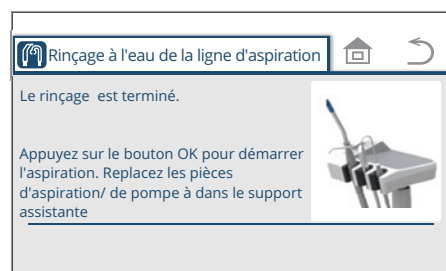 Rinçage à l'eau de la ligne d'aspiration
Le rinçage  est terminé.
Appuyez sur le bouton OK pour démarrer
l'aspiration. Replacez les pièces
d'aspiration/ de pompe à dans le support
assistante